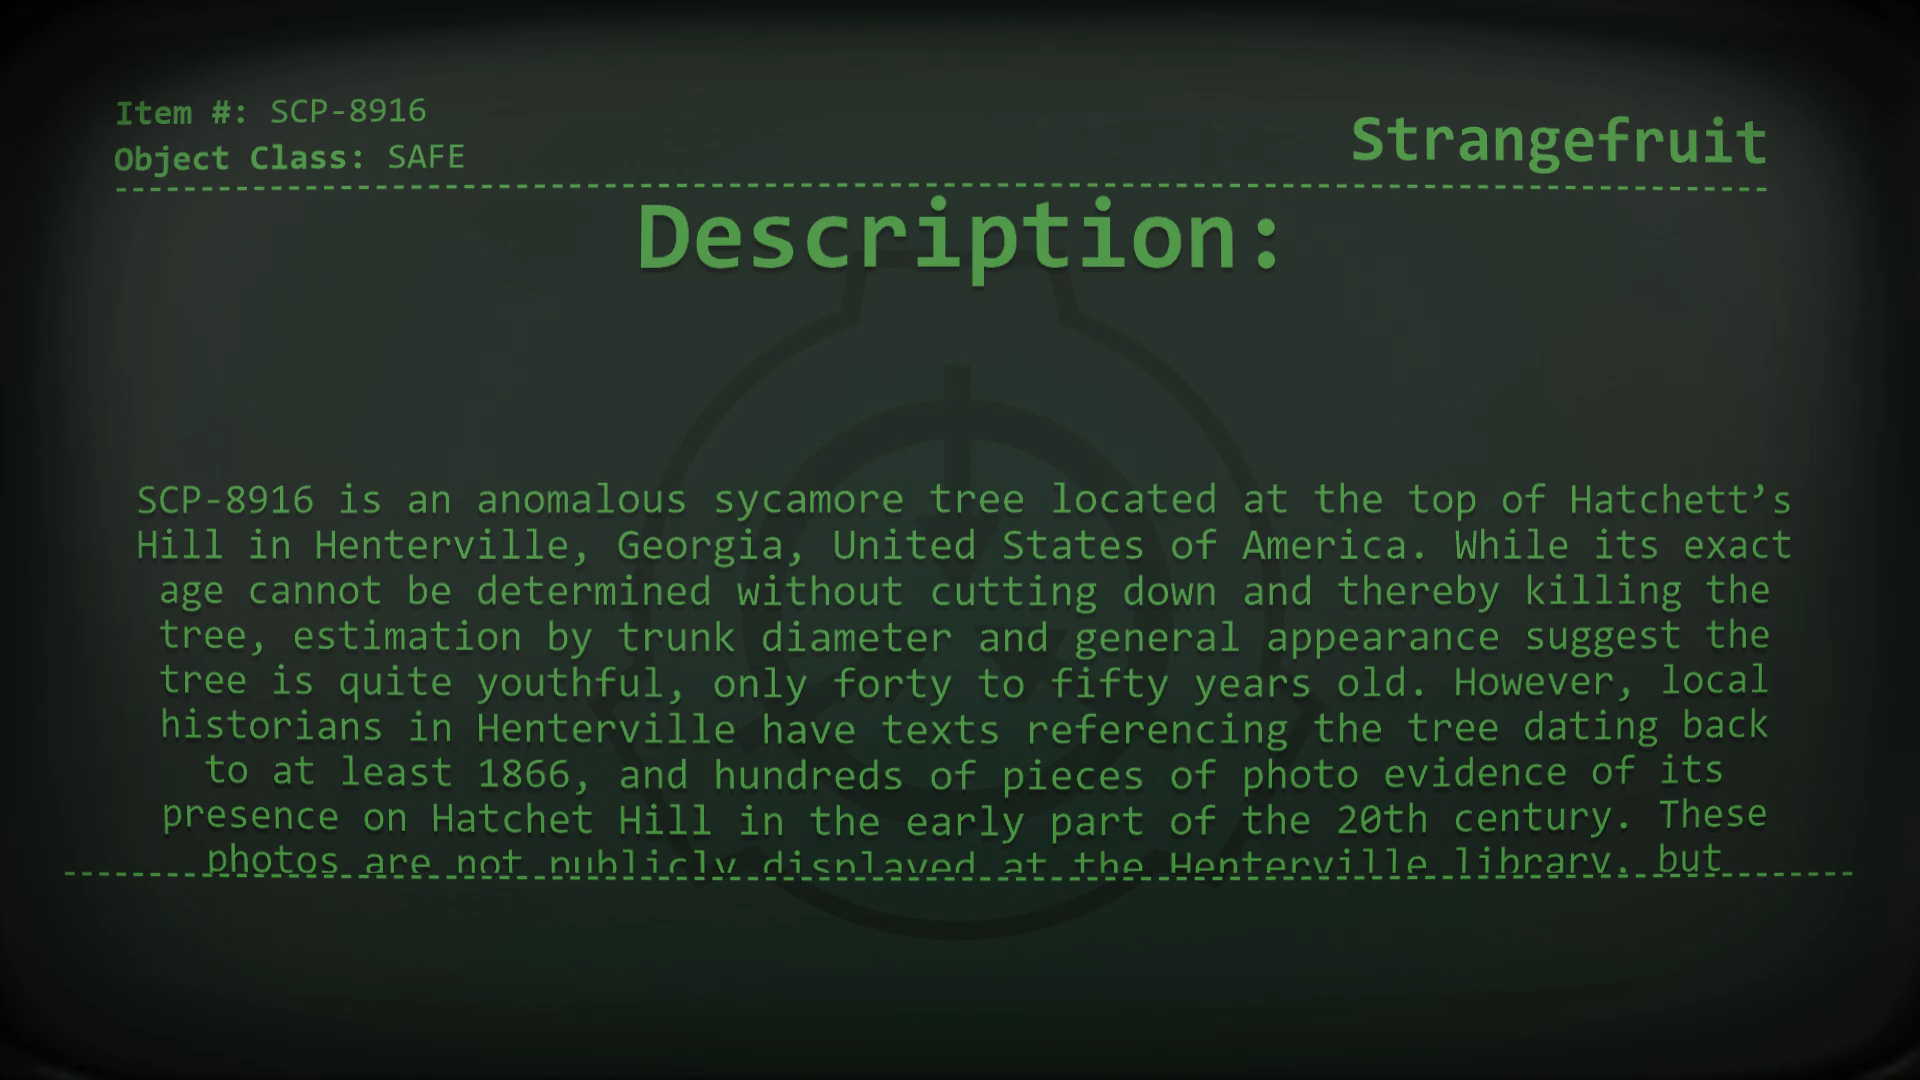 Item #: SCP-8916
Object Class: SAFE
Strangefruit
Description:
SCP-8916 is an anomalous sycamore tree located at the top of Hatchett’s
Hill in Henterville, Georgia, United States of America. While its exact
age cannot be determined without cutting down and thereby killing the
tree, estimation by trunk diameter and general appearance suggest the
tree is quite youthful, only forty to fifty years old. However, local
historians in Henterville have texts referencing the tree dating back
to at least 1866, and hundreds of pieces of photo evidence of its
presence on Hatchet Hill in the early part of the 20th century. These
photos are not publicly displayed at the Henterville library, but